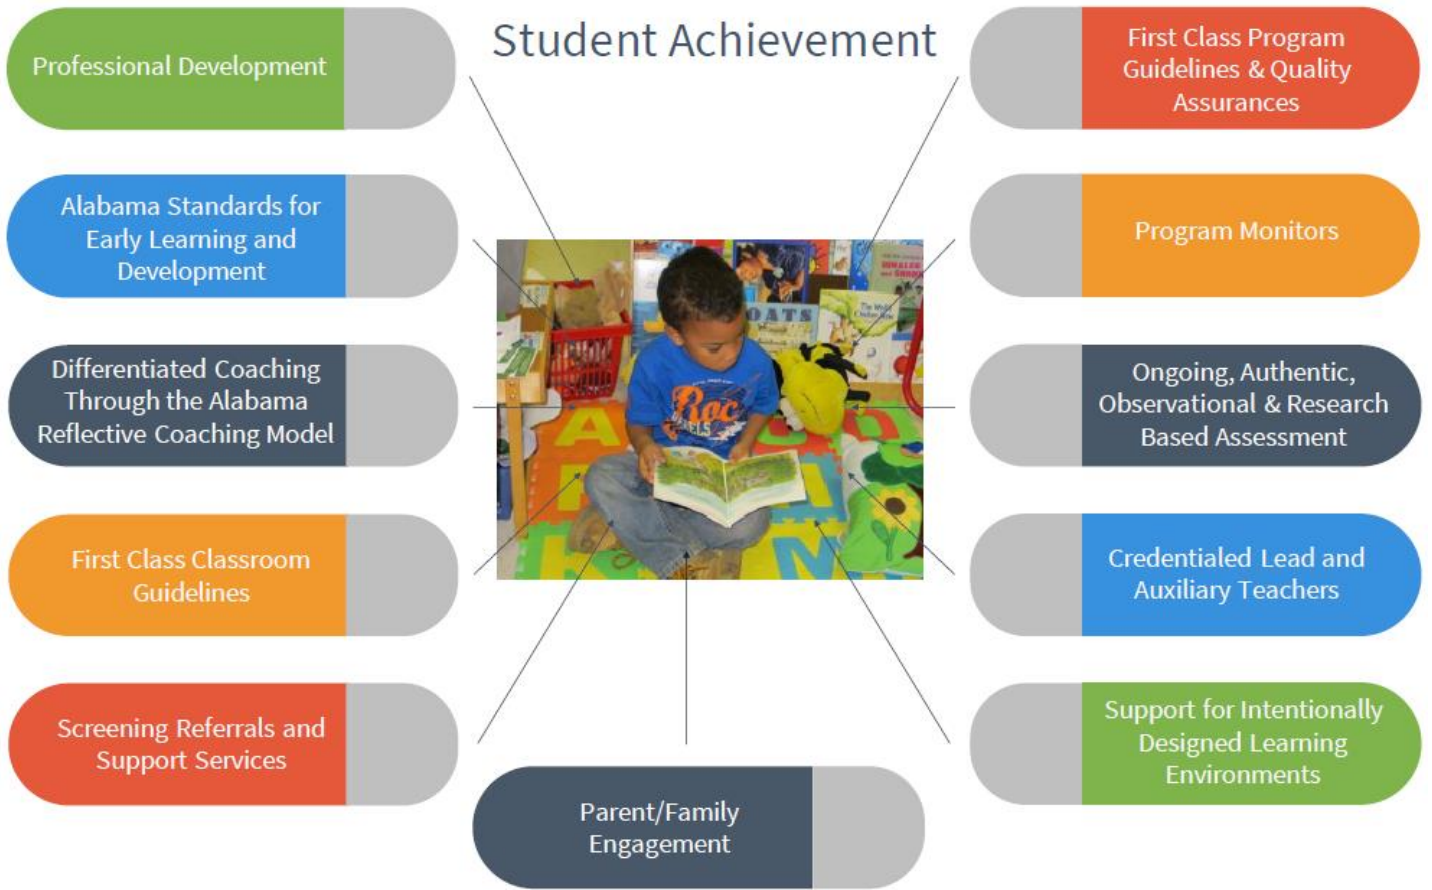 Student Achievement
Professional Development
Alabama Standards for
Early Learning and
Development
Differentiated Coaching
Through the Alabama
Reflective Coaching Model
First Class Classroom
Guidelines
Screening Referrals and
Support Services
Parent/Family
Engagement
First Class Program
Guidelines & Quality
Assurances
Program Monitors
Ongoing, Authentic,
Observational & Research
Based Assessment
Credentialed Lead and
Auxiliary Teachers
Support for Intentionally
Designed Learning
Environments
OATS
Roc
A
M